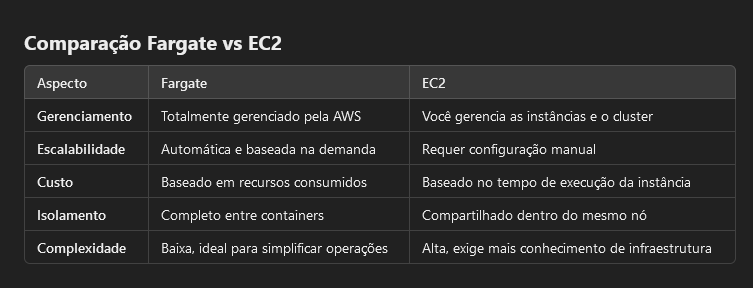 Comparação Fargate vs EC2
Aspecto Fargate EC2
Gerenciamento Totalmente gerenciado pela AWS Você gerencia as instâncias e o cluster
Escalabilidade Automática e baseada na demanda Requer configuração manual
Custo Baseado em recursos consumidos Baseado no tempo de execução da instância
Isolamento Completo entre containers Compartilhado dentro do mesmo nó
Complexidade Baixa, ideal para simplificar operações Alta, exige mais conhecimento de infraestrutura